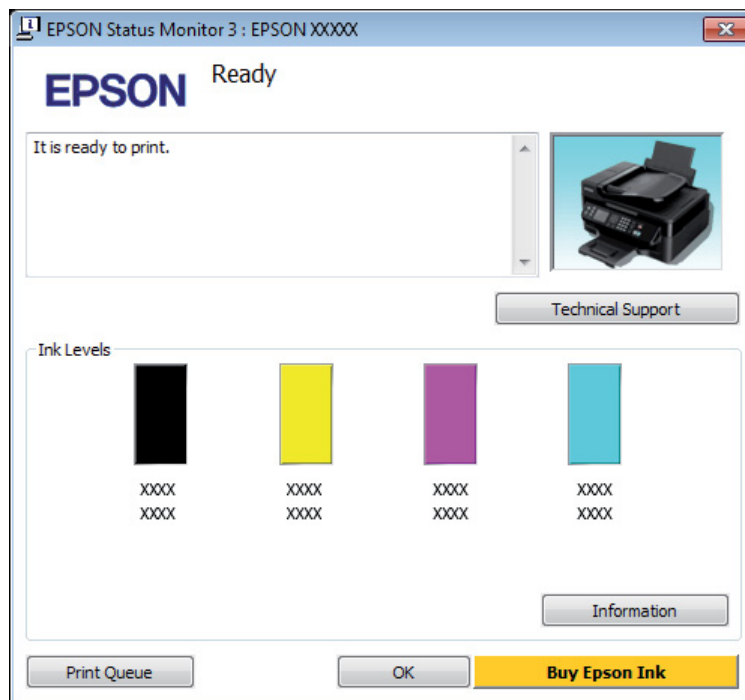 EPSON Status Monitor 3 : EPSON XXXXX
EPSON
Ready
It is ready to print.
Technical Support
Ink Levels
XXXX XXXX XXXX XXXX
XXXX XXXX XXXX XXXX
Information
Print Queue OK Buy Epson Ink